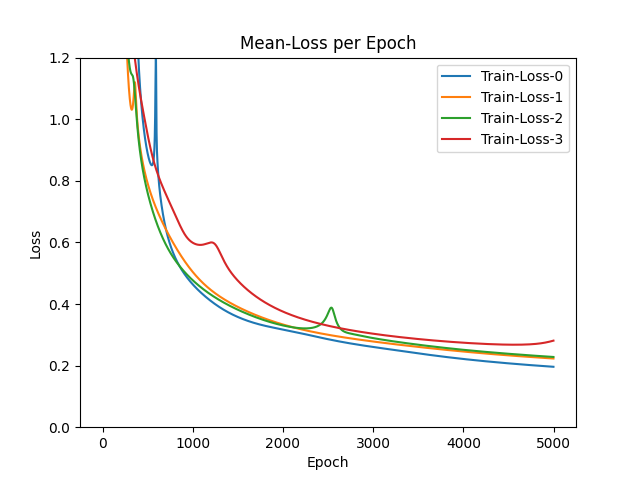 Mean-Loss per Epoch
1.2
1.0
0.8
0.6
0.4
0.2
0.0
Loss
Train-Loss-0
Train-Loss-1
Train-Loss-2
Train-Loss-3
0 1000 2000 3000 4000 5000
Epoch